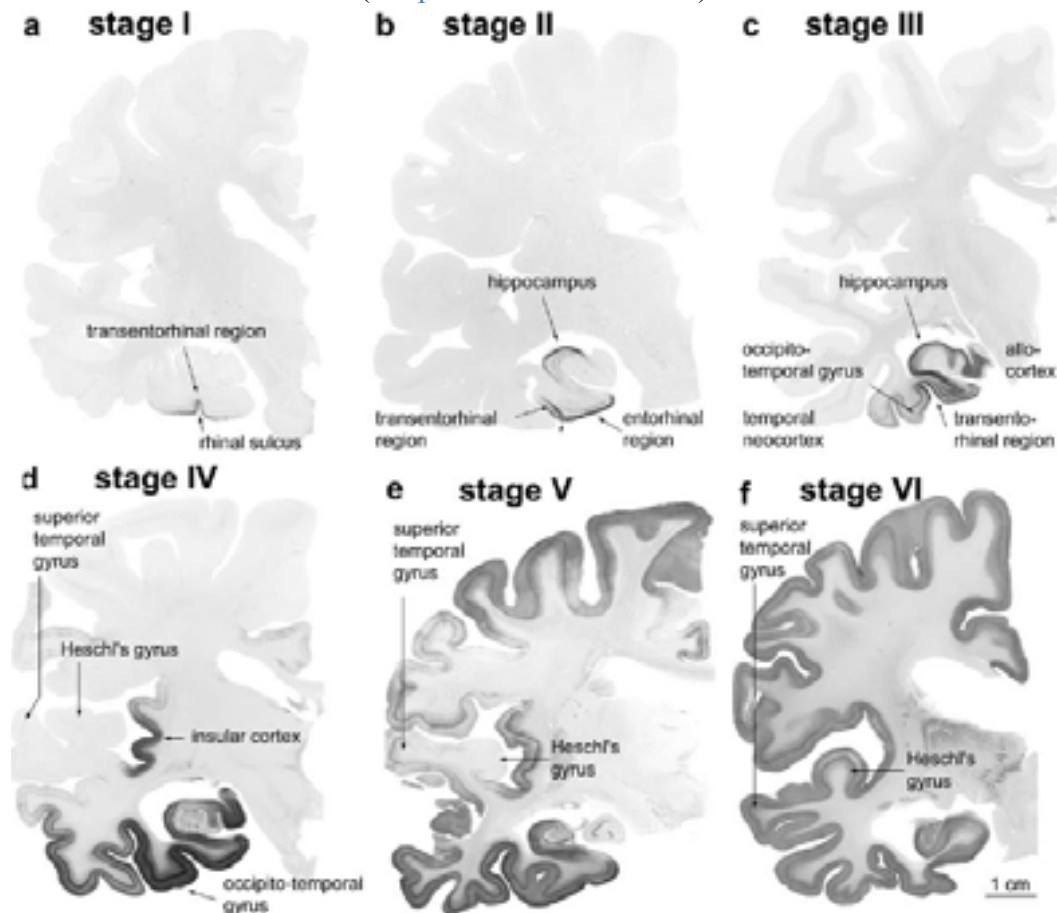 a stage I
b stage II
c stage III
hippocampus
hippocampus
transentorhinal region
occipito-
temporal gyrus
allo-
cortex
transentorhinal
region
entorhinal
region
temporal
neocortex
transento-
rhinal region
rhinal sulcus
d stage IV
e stage V
f stage VI
superior
temporal
gyrus
superior
temporal
gyrus
superior
temporal
gyrus
Heschl's gyrus
insular cortex
Heschl's
gyrus
Heschl's
gyrus
occipito-temporal
gyrus
1 cm